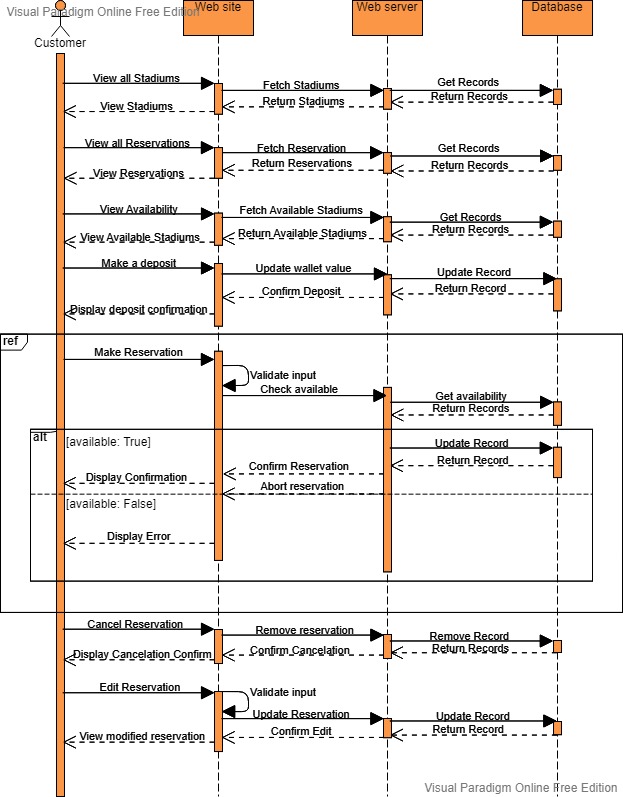 Visual Paradigm Online Free Edition
Web site
Web server
Database
Customer
View all Stadiums
Fetch Stadiums
Get Records
View Stadiums
Return Stadiums
Return Records
View all Reservations
Fetch Reservation
Get Records
View Reservations
Return Reservations
Return Records
View Availability
Fetch Available Stadiums
Get Records
View Available Stadiums
Return Available Stadiums
Return Records
Make a deposit
Update wallet value
Update Record
Display deposit confirmation
Confirm Deposit
Return Record
ref
Make Reservation
Validate input
Check available
Get availability
Return Records
alt
[available: True]
Update Record
Return Record
Confirm Reservation
Display Confirmation
Abort reservation
[available: False]
Display Error
Cancel Reservation
Remove reservation
Remove Record
Display Cancelation Confirm
Confirm Cancelation
Return Records
Edit Reservation
Validate input
Update Reservation
Update Record
View modified reservation
Confirm Edit
Return Record
Visual Paradigm Online Free Edition